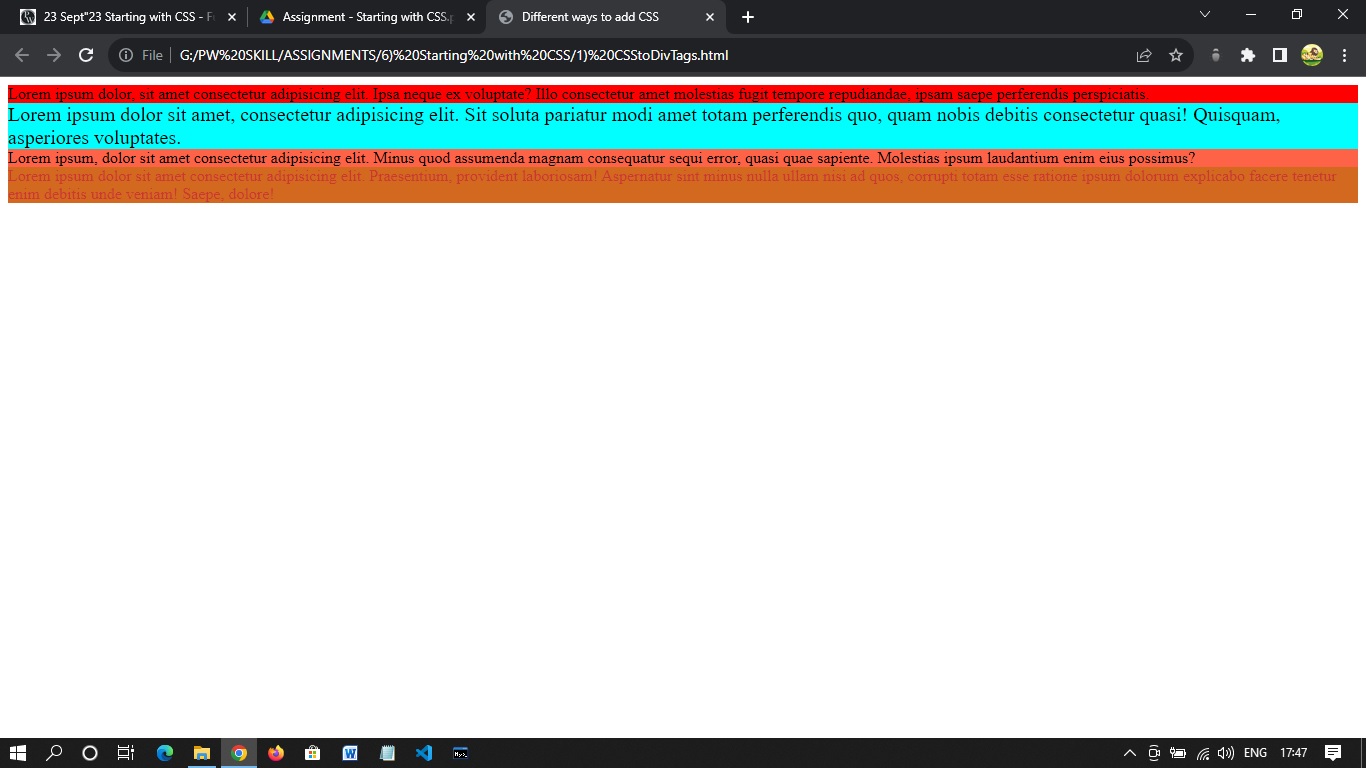 23 Sept"23 Starting with CSS - Fu
Assignment - Starting with CSS.p
Different ways to add CSS
File
G:/PW%20SKILL/ASSIGNMENTS/6)%20Starting%20with%20CSS/1)%20CSStoDivTags.html
Lorem ipsum dolor, sit amet consectetur adipisicing elit. Ipsa neque ex voluptate? Illo consectetur amet molestias fugit tempore repudiandae, ipsam saepe perferendis perspiciatis.
Lorem ipsum dolor sit amet, consectetur adipisicing elit. Sit soluta pariatur modi amet totam perferendis quo, quam nobis debitis consectetur quasi! Quisquam,
asperiores voluptates.
Lorem ipsum, dolor sit amet consectetur adipisicing elit. Minus quod assumenda magnam consequatur sequi error, quasi quae sapiente. Molestias ipsum laudantium enim eius possimus?
Lorem ipsum dolor sit amet consectetur adipisicing elit. Praesentium, provident laboriosam! Aspernatur sint minus nulla ullam nisi ad quos, corrupti totam esse ratione ipsum dolorum explicabo facere tenetur
enim debitis unde veniam! Saepe, dolore!
ENG
17:47